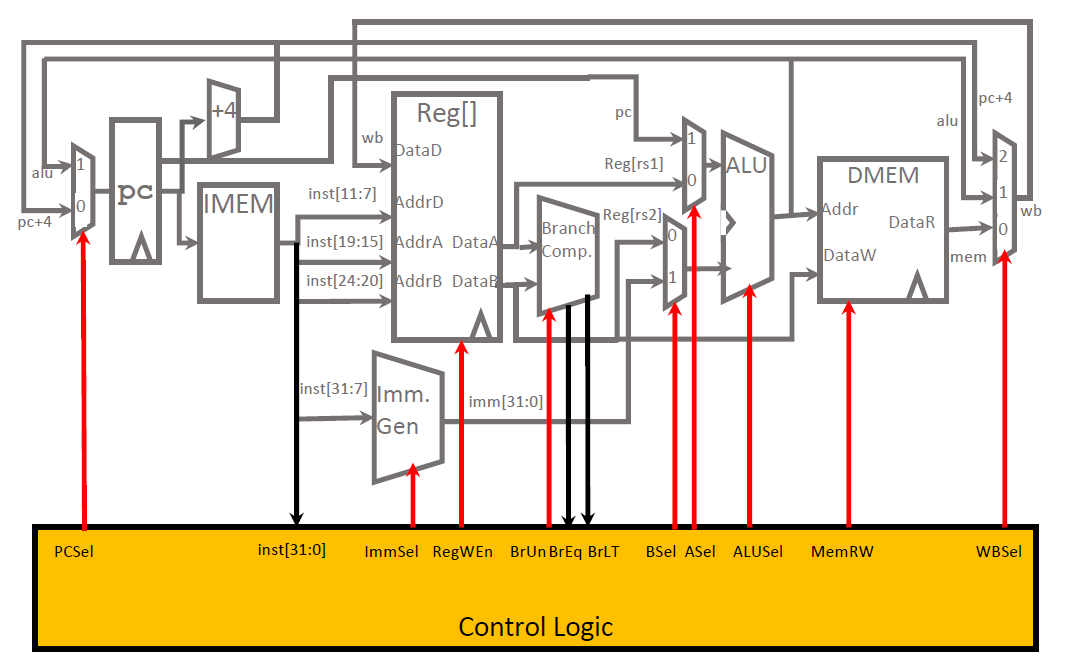 pc+4
+4
Reg[]
pc
alu
wb
DataD
Reg[rs1]
1
0
ALU
2
1
0
wb
DMEM
Addr
DataR
DataW
mem
alu
1
0
pc+4
pc
IMEM
inst[11:7]
AddrD
inst[19:15]
AddrA
DataA
inst[24:20]
AddrB
DataB
Branch
Comp.
Reg[rs2]
0
1
inst[31:7]
Imm.
Gen
imm[31:0]
PCSel
inst[31:0]
ImmSel
RegWEn
BrUn
BrEq
BrLT
BSel
ASel
ALUSel
MemRW
WBSel
Control Logic